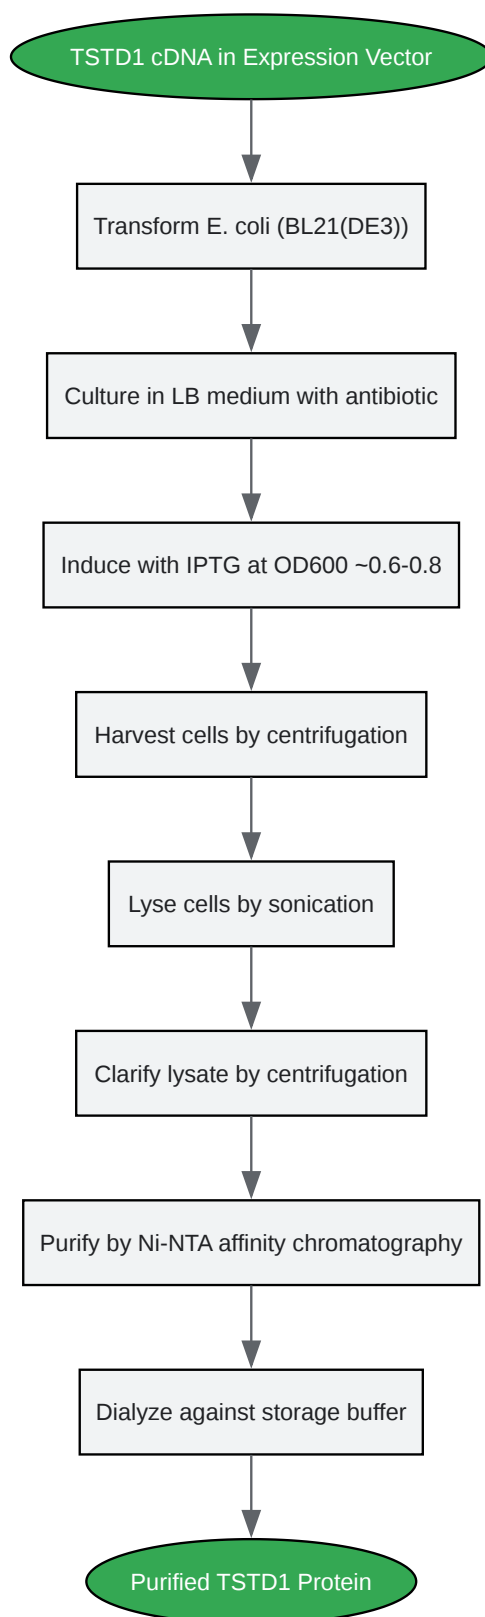 TSTD1 cDNA in Expression Vector
Transform E. coli (BL21(DE3))
Culture in LB medium with antibiotic
Induce with IPTG at OD600 ~0.6-0.8
Harvest cells by centrifugation
Lyse cells by sonication
Clarify lysate by centrifugation
Purify by Ni-NTA affinity chromatography
Dialyze against storage buffer
Purified TSTD1 Protein